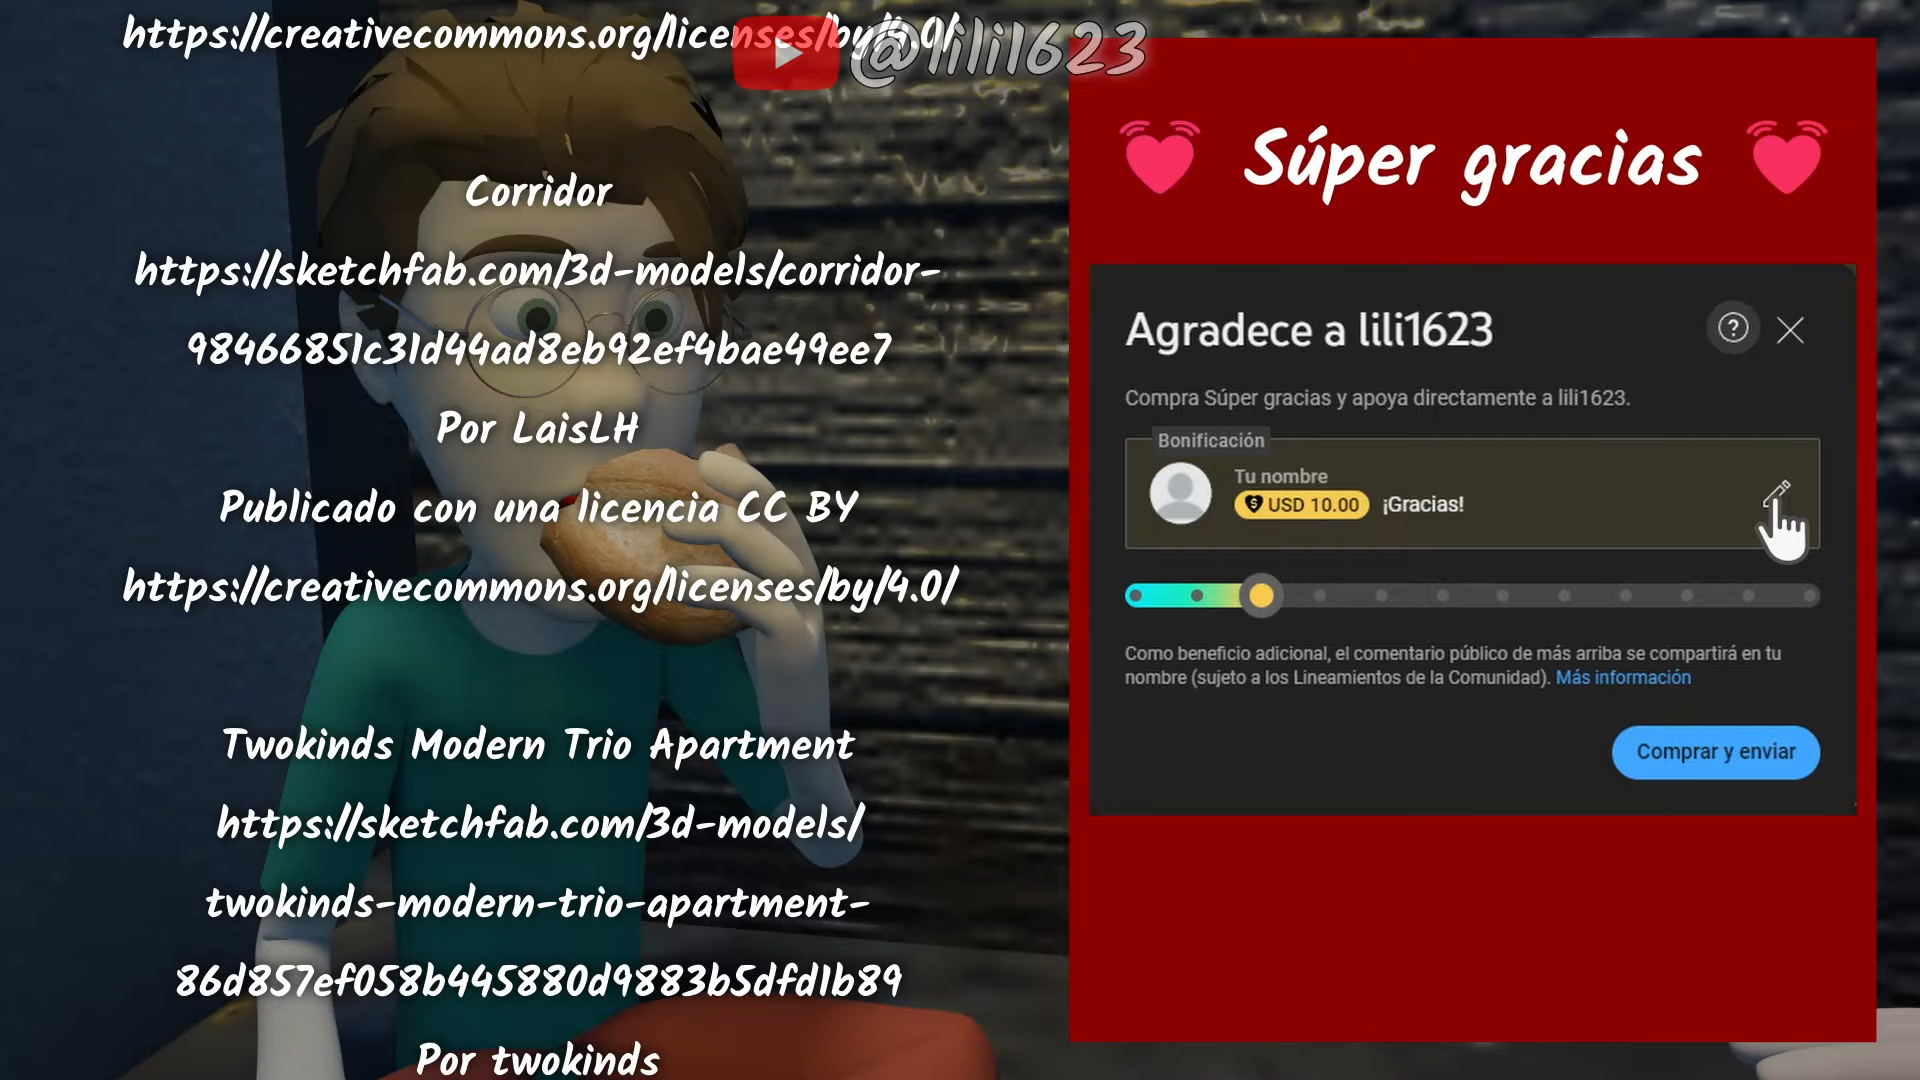 https://creativecommons.org/licenses/by/4.0/
@lili1623
Corridor
https://sketchfab.com/3d-models/corridor-
98466851c31d44ad8eb92ef4bae49ee7
Por LaisLH
Publicado con una licencia CC BY
https://creativecommons.org/licenses/by/4.0/
Twokinds Modern Trio Apartment
https://sketchfab.com/3d-models/
twokinds-modern-trio-apartment-
86d857ef058b445880d9883b5dfd1b89
Por twokinds
Súper gracias
Agradece a lili1623
Compra Súper gracias y apoya directamente a lili1623.
Bonificación
Tu nombre
USD 10.00 ¡Gracias!
Como beneficio adicional, el comentario público de más arriba se compartirá en tu
nombre (sujeto a los Lineamientos de la Comunidad). Más información
Comprar y enviar